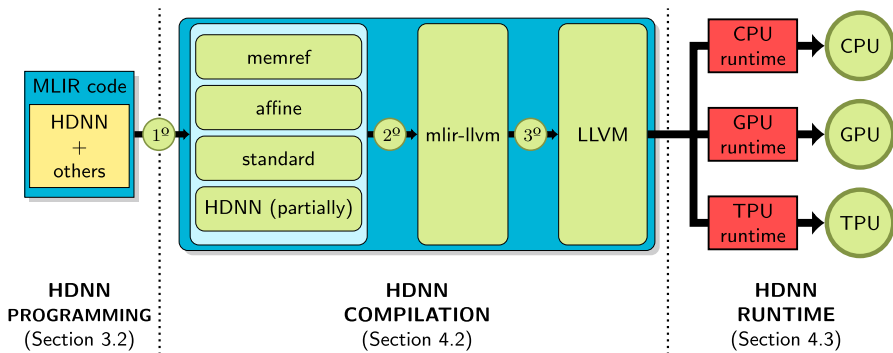 MLIR code
HDNN
+
others
1º
memref
affine
standard
HDNN (partially)
2º
mlir-llvm
3º
LLVM
CPU
runtime
CPU
GPU
runtime
GPU
TPU
runtime
TPU
HDNN
PROGRAMMING
(Section 3.2)
HDNN
COMPILATION
(Section 4.2)
HDNN
RUNTIME
(Section 4.3)